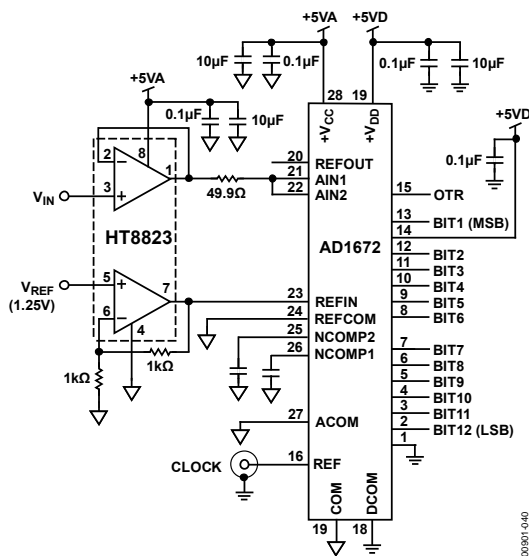 +5VA
+5VD
10µF
0.1µF
0.1µF
10µF
+5VA
28
19
+VCC
+VDD
+5VD
0.1µF
10µF
0.1µF
2
8
1
3
VIN
49.9Ω
20
REFOUT
21
AIN1
22
AIN2
15
OTR
13
BIT1 (MSB)
14
HT8823
AD1672
12
BIT2
11
BIT3
10
BIT4
9
BIT5
8
BIT6
VREF
(1.25V)
5
7
6
4
23
REFIN
24
REFCOM
25
NCOMP2
26
NCOMP1
1kΩ
1kΩ
7
BIT7
6
BIT8
5
BIT9
4
BIT10
3
BIT11
2
BIT12 (LSB)
1
27
ACOM
CLOCK
16
REF
COM
DCOM
19
18
00901-040